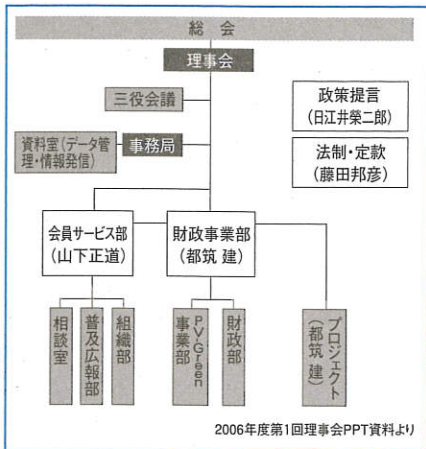 総会
理事会
三役会議
政策提言
(日江井榮二郎)
資料室(データ管
理・情報発信)
事務局
法制・定款
(藤田邦彦)
会員サービス部
(山下正道)
財政事業部
(都筑 建)
相談室
普及広報部
組織部
PV-Green
事業部
財政部
プロジェクト
(都筑 建)
2006年度第1回理事会PPT資料より